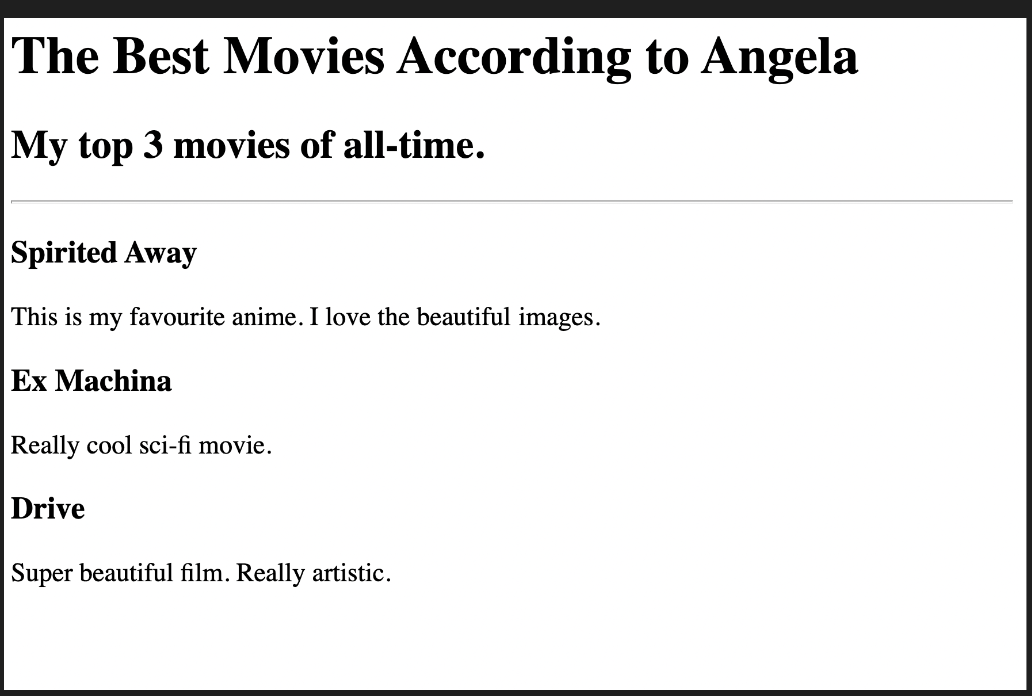 The Best Movies According to Angela
My top 3 movies of all-time.
Spirited Away
This is my favourite anime. I love the beautiful images.
Ex Machina
Really cool sci-fi movie.
Drive
Super beautiful film. Really artistic.